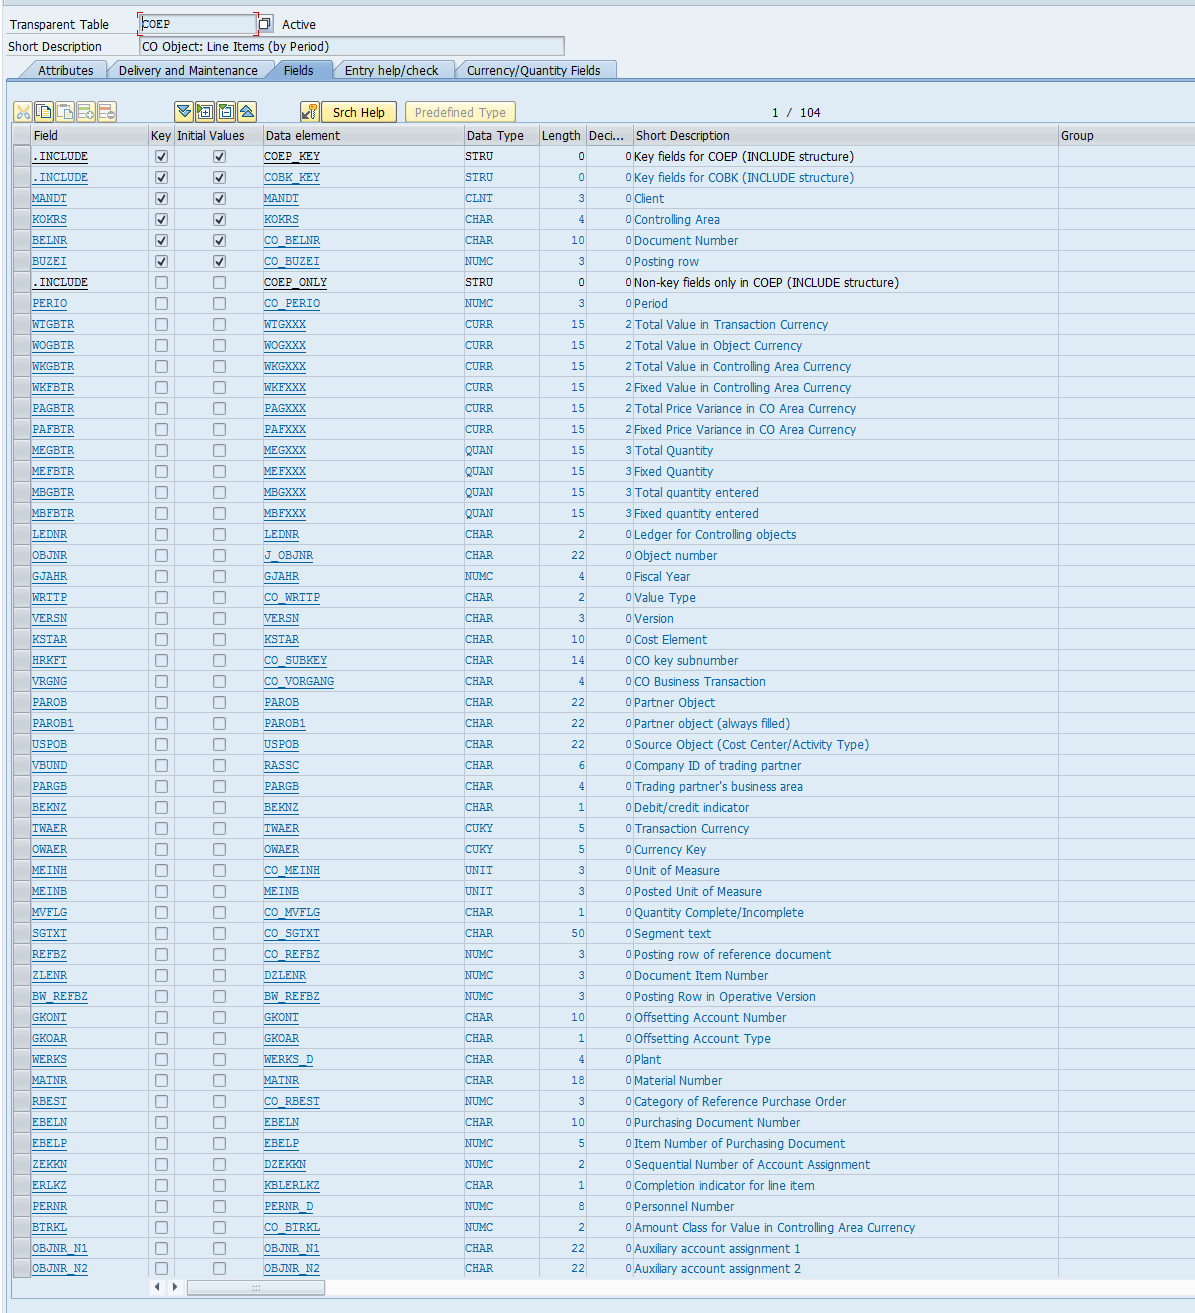 Transparent Table COEP Active
Short Description CO Object: Line Items (by Period)
Attributes Delivery and Maintenance Fields Entry help/check Currency/Quantity Fields
Srch Help Predefined Type 1 / 104
Field Key Initial Values Data element Data Type Length Deci... Short Description Group
.INCLUDE COEP_KEY STRU 0 0 Key fields for COEP (INCLUDE structure)
.INCLUDE COBK_KEY STRU 0 0 Key fields for COBK (INCLUDE structure)
MANDT MANDT CLNT 3 0 Client
KOKRS KOKRS CHAR 4 0 Controlling Area
BELNR CO_BELNR CHAR 10 0 Document Number
BUZEI CO_BUZEI NUMC 3 0 Posting row
.INCLUDE COEP_ONLY STRU 0 0 Non-key fields only in COEP (INCLUDE structure)
PERIO CO_PERIO NUMC 3 0 Period
WTGBTR WTGXXX CURR 15 2 Total Value in Transaction Currency
WOGBTR WOGXXX CURR 15 2 Total Value in Object Currency
WKGBTR WKGXXX CURR 15 2 Total Value in Controlling Area Currency
WKFBTR WKFXXX CURR 15 2 Fixed Value in Controlling Area Currency
PAGBTR PAGXXX CURR 15 2 Total Price Variance in CO Area Currency
PAFBTR PAFXXX CURR 15 2 Fixed Price Variance in CO Area Currency
MEGBTR MEGXXX QUAN 15 3 Total Quantity
MEFBTR MEFXXX QUAN 15 3 Fixed Quantity
MBGBTR MBGXXX QUAN 15 3 Total quantity entered
MBFBTR MBFXXX QUAN 15 3 Fixed quantity entered
LEDNR LEDNR CHAR 2 0 Ledger for Controlling objects
OBJNR J_OBJNR CHAR 22 0 Object number
GJAHR GJAHR NUMC 4 0 Fiscal Year
WRTTP CO_WRTTP CHAR 2 0 Value Type
VERSN VERSN CHAR 3 0 Version
KSTAR KSTAR CHAR 10 0 Cost Element
HRKFT CO_SUBKEY CHAR 14 0 CO key subnumber
VRGNG CO_VORGANG CHAR 4 0 CO Business Transaction
PAROB PAROB CHAR 22 0 Partner Object
PAROB1 PAROB1 CHAR 22 0 Partner object (always filled)
USPOB USPOB CHAR 22 0 Source Object (Cost Center/Activity Type)
VBUND RASSC CHAR 6 0 Company ID of trading partner
PARGB PARGB CHAR 4 0 Trading partner's business area
BEKNZ BEKNZ CHAR 1 0 Debit/credit indicator
TWAER TWAER CUKY 5 0 Transaction Currency
OWAER OWAER CUKY 5 0 Currency Key
MEINH CO_MEINH UNIT 3 0 Unit of Measure
MEINB MEINB UNIT 3 0 Posted Unit of Measure
MVFLG CO_MVFLG CHAR 1 0 Quantity Complete/Incomplete
SGTXT CO_SGTXT CHAR 50 0 Segment text
REFBZ CO_REFBZ NUMC 3 0 Posting row of reference document
ZLENR DZLENR NUMC 3 0 Document Item Number
BW_REFBZ BW_REFBZ NUMC 3 0 Posting Row in Operative Version
GKONT GKONT CHAR 10 0 Offsetting Account Number
GKOAR GKOAR CHAR 1 0 Offsetting Account Type
WERKS WERKS_D CHAR 4 0 Plant
MATNR MATNR CHAR 18 0 Material Number
RBEST CO_RBEST NUMC 3 0 Category of Reference Purchase Order
EBELN EBELN CHAR 10 0 Purchasing Document Number
EBELP EBELP NUMC 5 0 Item Number of Purchasing Document
ZEKKN DZEKKN NUMC 2 0 Sequential Number of Account Assignment
ERLKZ KBLERLKZ CHAR 1 0 Completion indicator for line item
PERNR PERNR_D NUMC 8 0 Personnel Number
BTRKL CO_BTRKL NUMC 2 0 Amount Class for Value in Controlling Area Currency
OBJNR_N1 OBJNR_N1 CHAR 22 0 Auxiliary account assignment 1
OBJNR_N2 OBJNR_N2 CHAR 22 0 Auxiliary account assignment 2